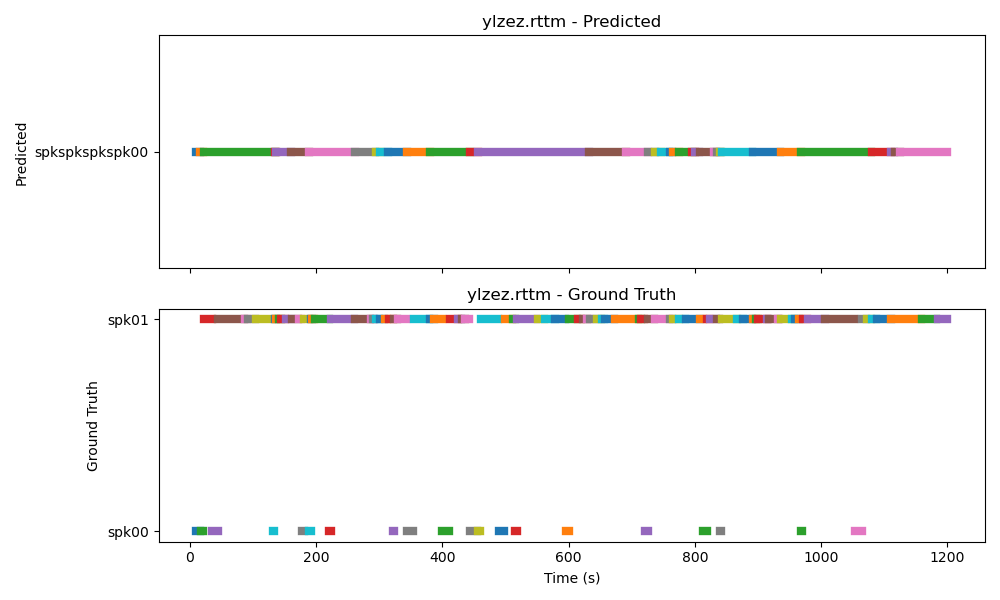 ylzez.rttm - Predicted
Predicted
spkspkspkspk00
ylzez.rttm - Ground Truth
Ground Truth
spk01
spk00
0 200 400 600 800 1000 1200
Time (s)